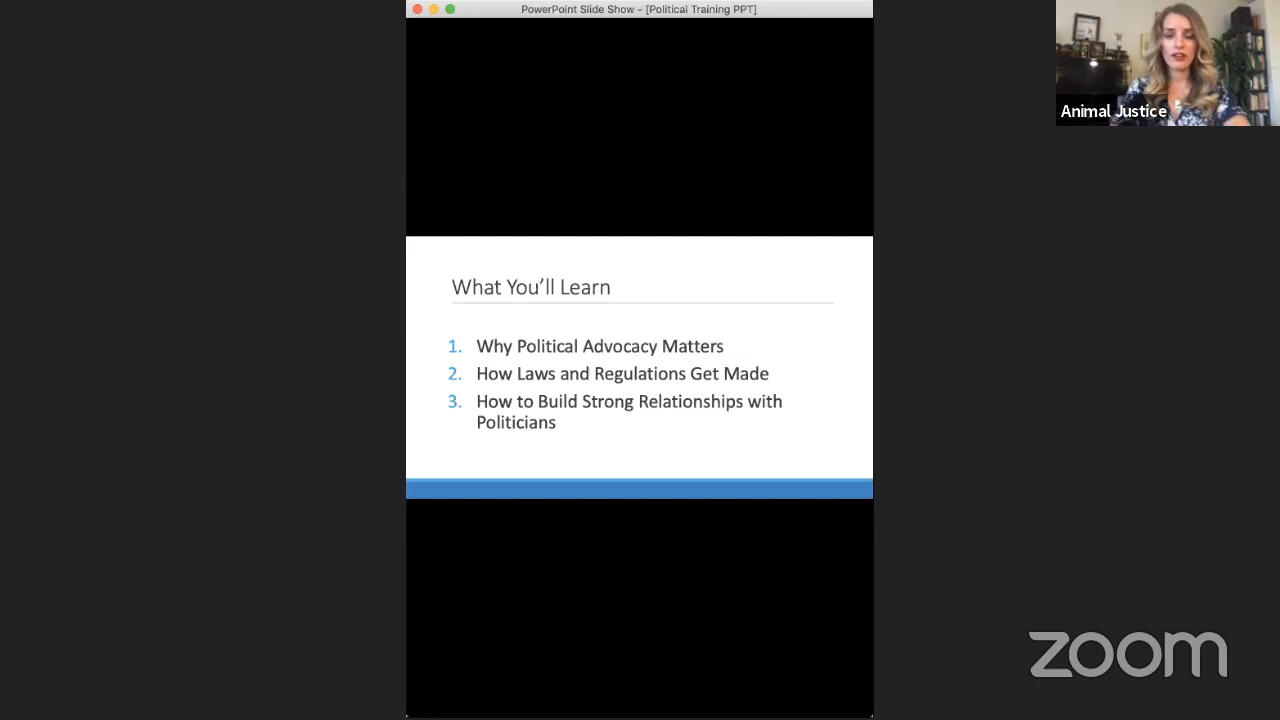 PowerPoint Slide Show - [Political Training PPT]
Animal Justice
What You’ll Learn
1. Why Political Advocacy Matters
2. How Laws and Regulations Get Made
3. How to Build Strong Relationships with
Politicians
zoom